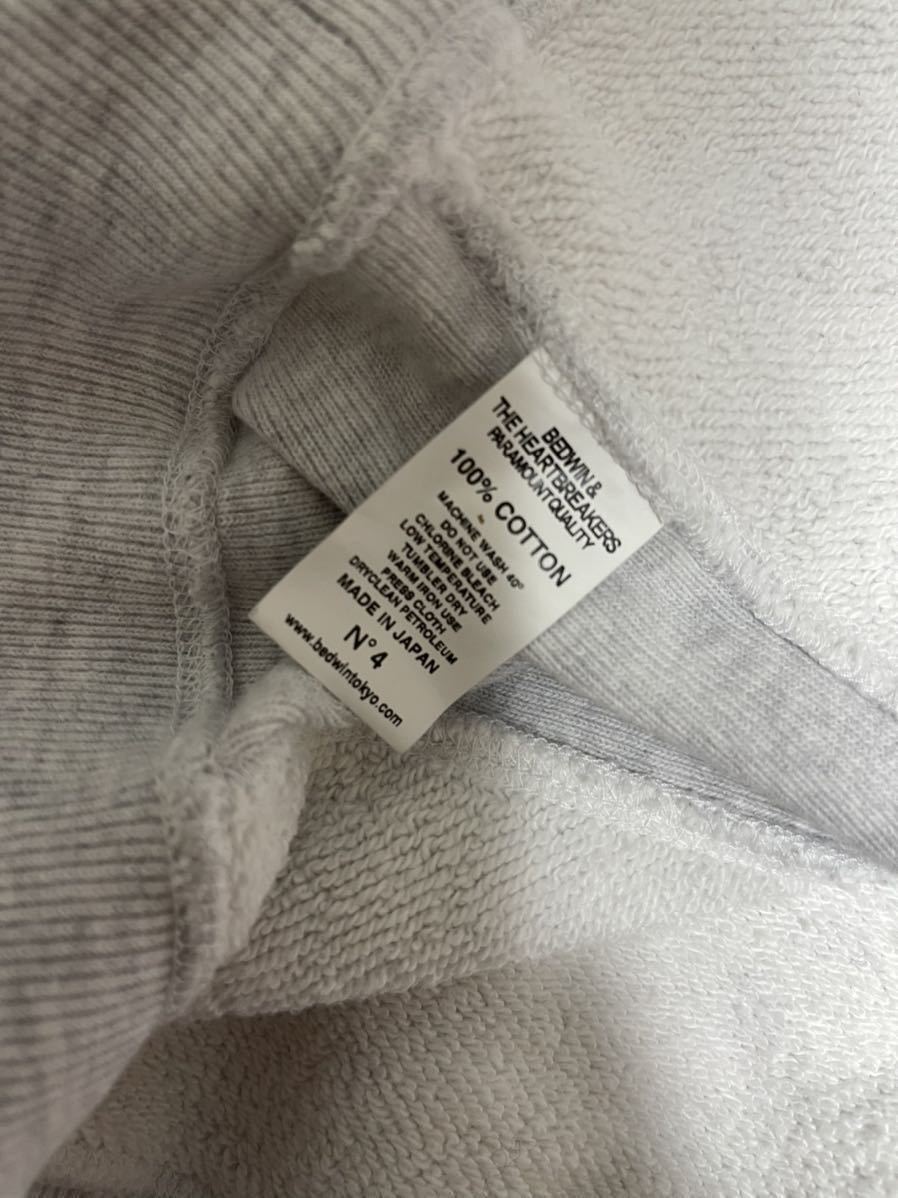 BEDWIN &
THE HEARTBREAKERS
PARAMOUNT QUALITY
100% COTTON
MACHINE WASH 40°
DO NOT USE
CHLORINE BLEACH
LOW TEMPERATURE
TUMBLER DRY
WARM IRON USE
PRESS CLOTH
DRYCLEAN PETROLEUM
MADE IN JAPAN
N°4
www.bedwintokyo.com